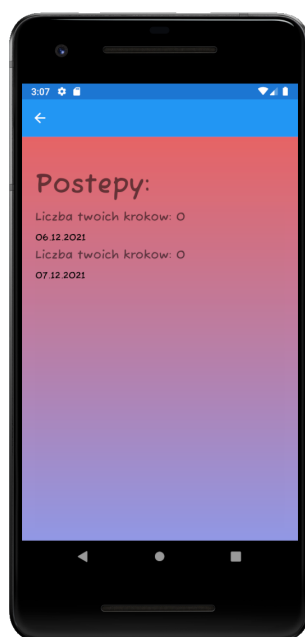 3:07
Postepy:
Liczba twoich krokow: 0
06.12.2021
Liczba twoich krokow: 0
07.12.2021